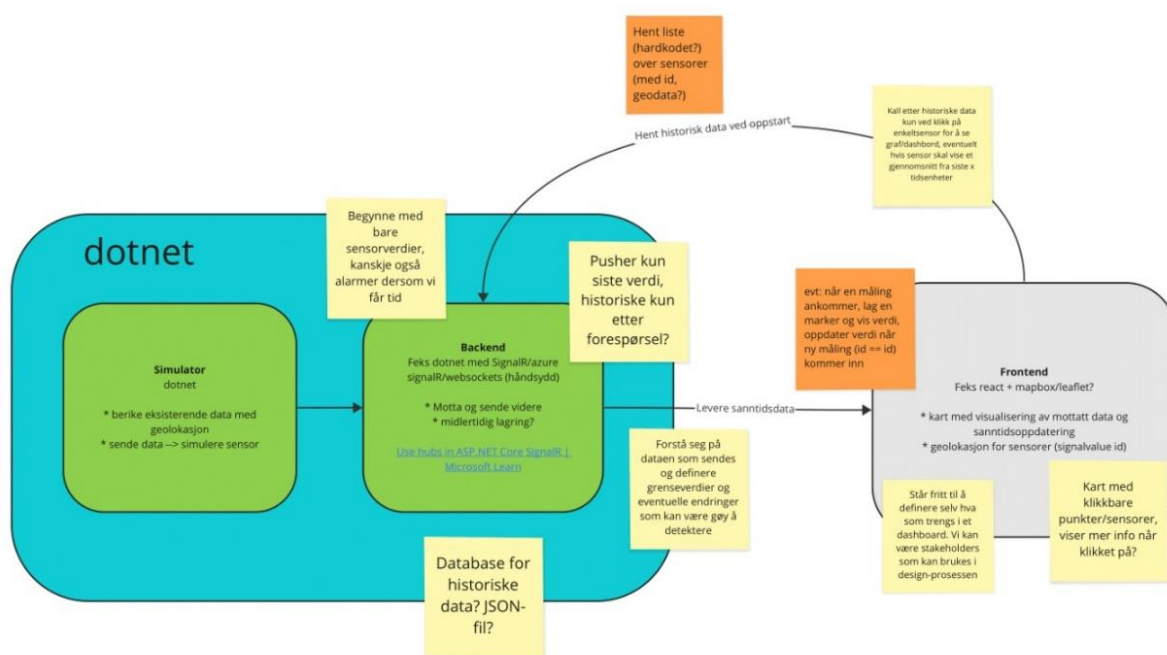 Hent liste
(hardkodet?)
over sensorer
(med id,
geodata?)
Hent historisk data ved oppstart
Kall etter historiske data
kun ved klikk på
enkeltsensor for å se
graf/dashbord, eventuelt
hvis sensor skal vise et
gjennomsnitt fra siste x
tidsenheter
dotnet
Begynne med
bare
sensorverdier,
kanskje også
alarmer dersom vi
får tid
Pusher kun
siste verdi,
historiske kun
etter
forespørsel?
evt: når en måling
ankommer, lag en
marker og vis verdi,
oppdater verdi når
ny måling (id == id)
kommer inn
Simulator
dotnet
* berike eksisterende data med
geolokasjon
* sende data --> simulere sensor
Backend
Feks dotnet med SignalR/azure
signalR/websockets (håndsydd)
* Motta og sende videre
* midlertidig lagring?
Use hubs in ASP.NET Core SignalR |
Microsoft Learn
Levere sanntidsdata
Frontend
Feks react + mapbox/leaflet?
* kart med visualisering av mottatt data og
sanntidsoppdatering
* geolokasjon for sensorer (signalvalue id)
Forstå seg på
dataen som sendes
og definere
grenseverdier og
eventuelle endringer
som kan være gøy å
detektere
Står fritt til å
definere selv hva
som trengs i et
dashboard. Vi kan
være stakeholders
som kan brukes i
design-prosessen
Kart med
klikkbare
punkter/sensorer,
viser mer info når
klikket på?
Database for
historiske
data? JSON-
fil?